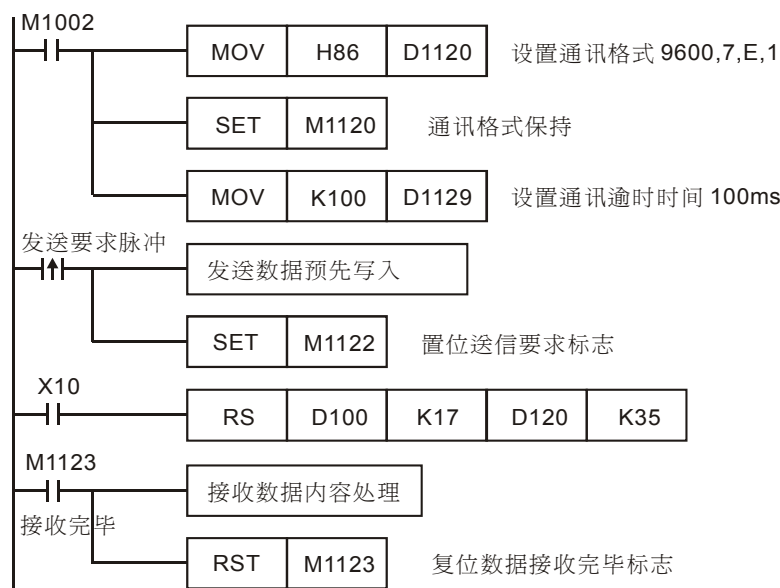 M1002
MOV H86 D1120 设置通讯格式 9600,7,E,1
SET M1120 通讯格式保持
MOV K100 D1129 设置通讯逾时时间 100ms
发送要求脉冲
发送数据预先写入
SET M1122 置位送信要求标志
X10
RS D100 K17 D120 K35
M1123
接收数据内容处理
接收完毕
RST M1123 复位数据接收完毕标志